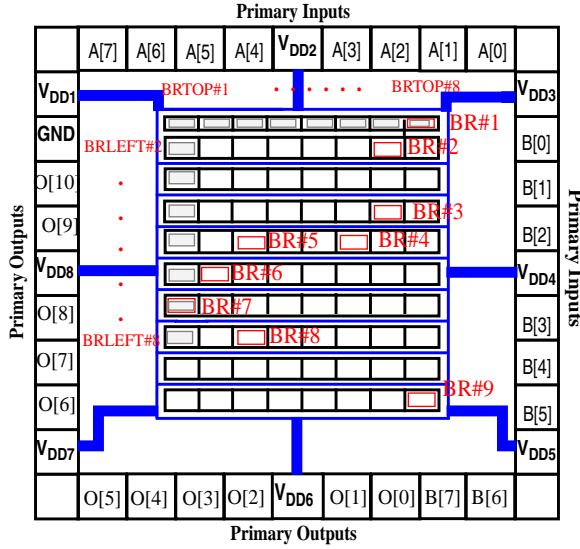 Primary Inputs
A[7] A[6] A[5] A[4] VDD2 A[3] A[2] A[1] A[0]
BRTOP#1 BRTOP#8
VDD1 VDD3
GND BR#1
BRLEFT#2 BR#2 B[0]
O[10] B[1]
O[9] BR#3 B[2]
BR#5 BR#4
VDD8 BR#6 VDD4
Primary Outputs
Primary Inputs
O[8] BR#7 B[3]
BRLEFT#8 BR#8
O[7] B[4]
O[6] BR#9 B[5]
VDD7 VDD5
O[5] O[4] O[3] O[2] VDD6 O[1] O[0] B[7] B[6]
Primary Outputs